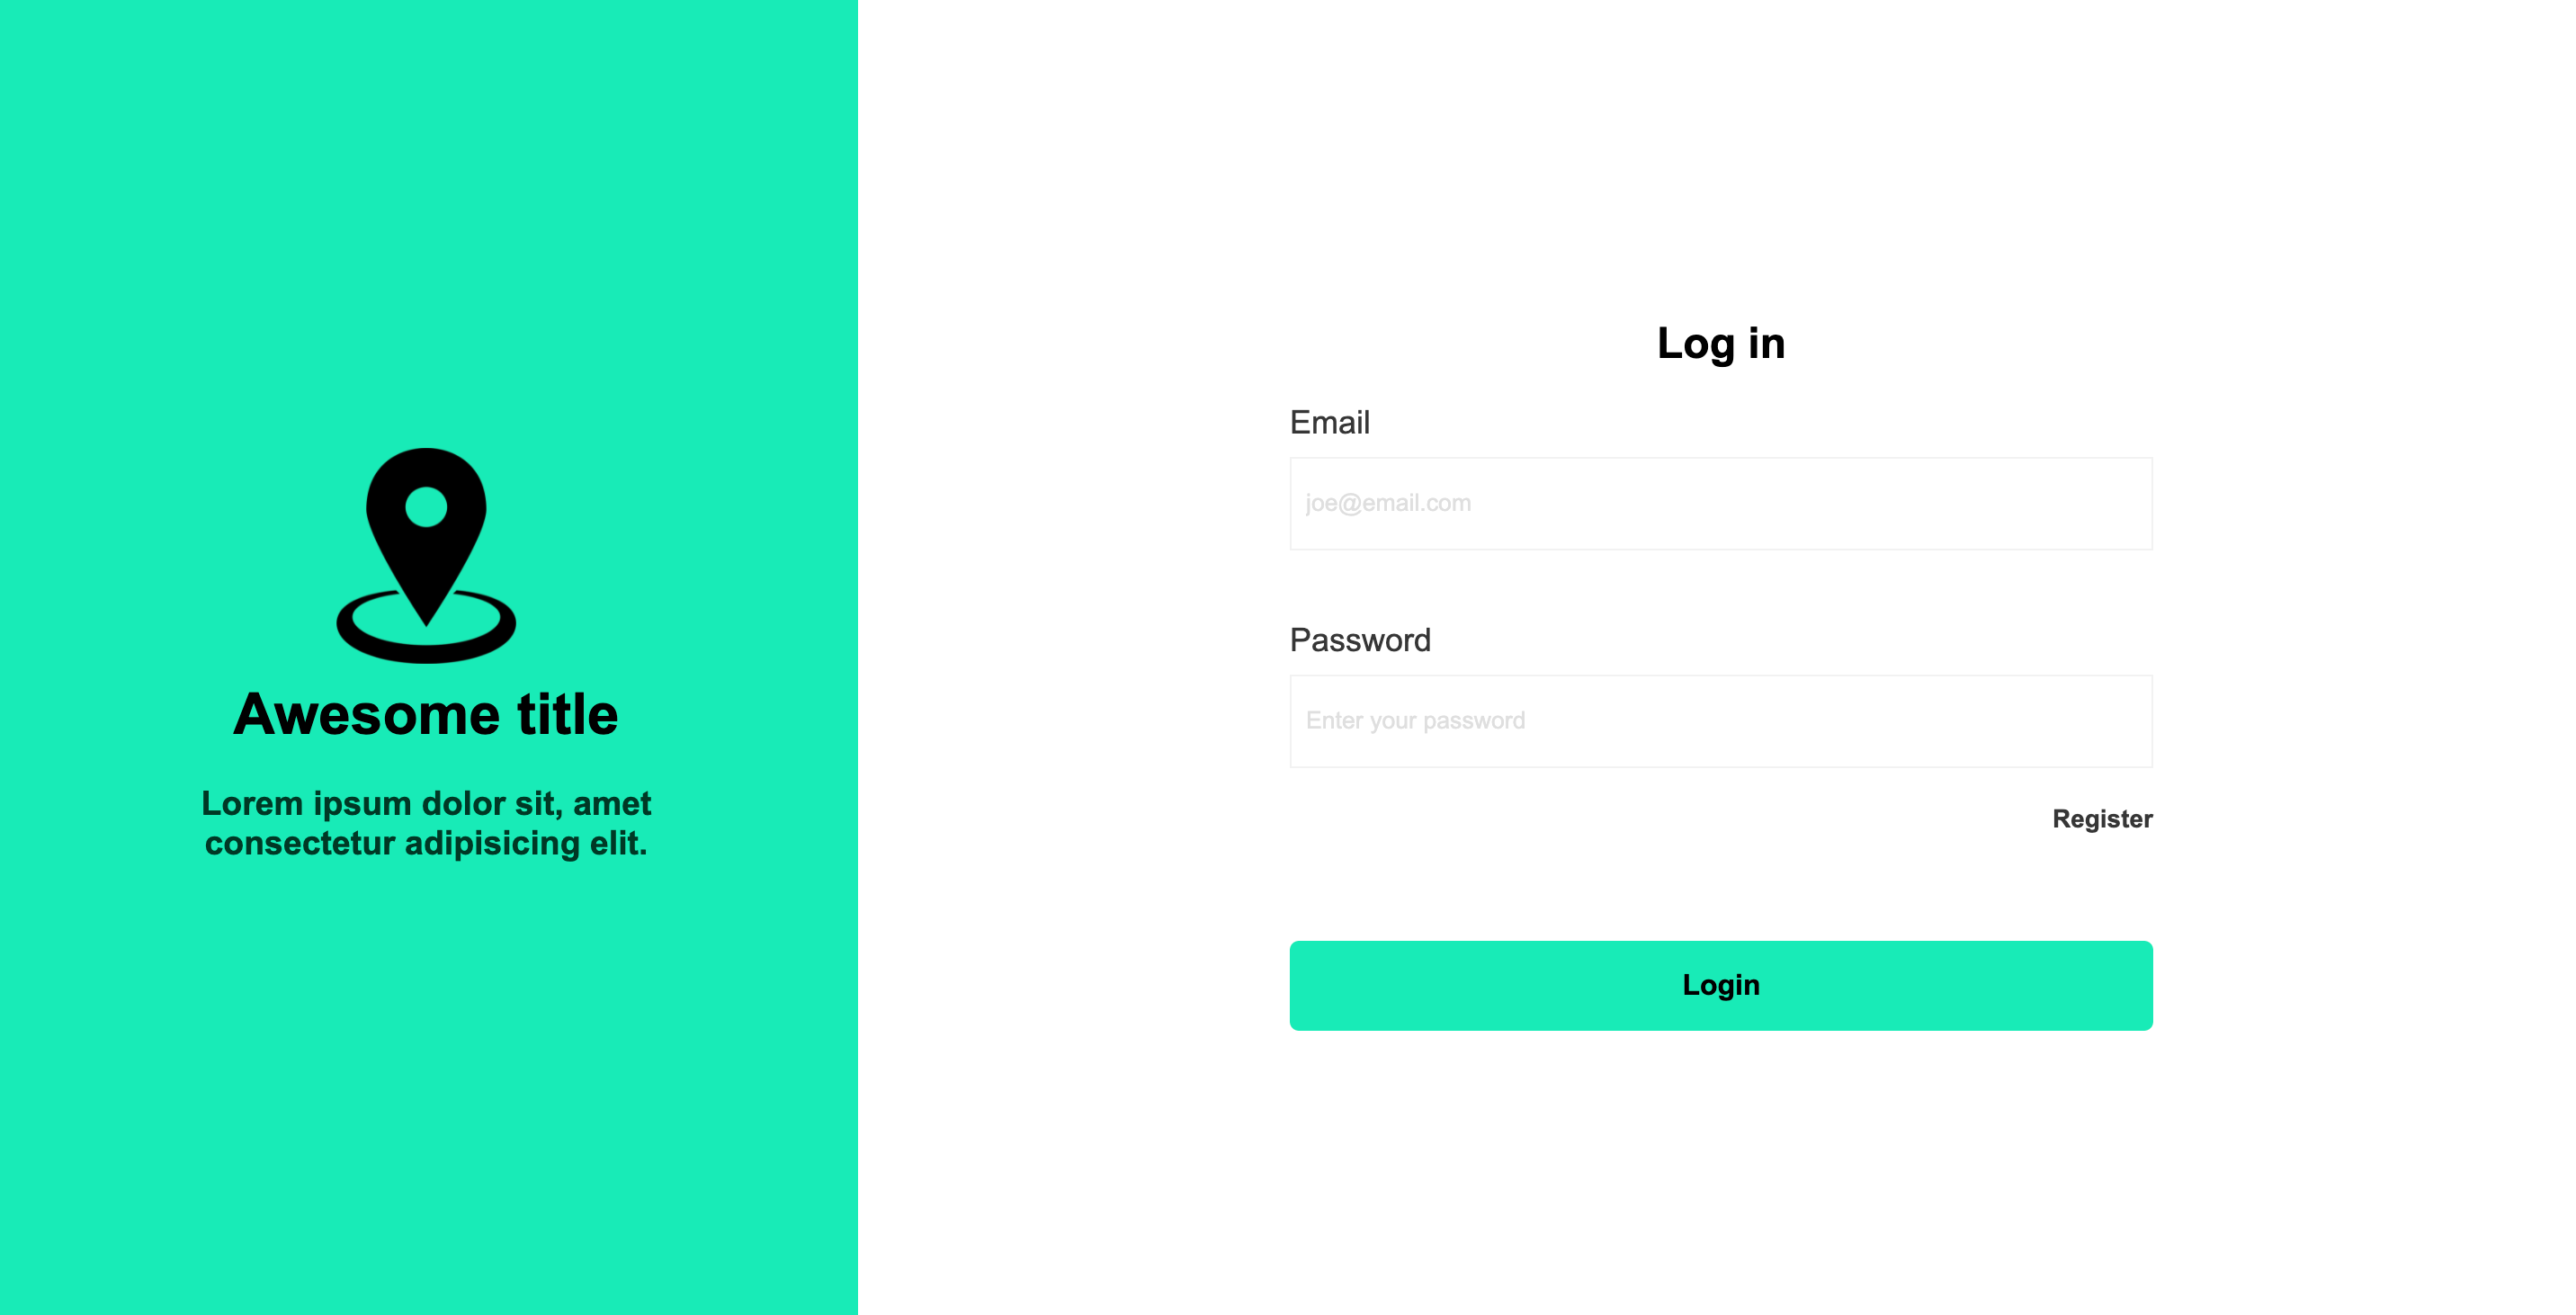 Awesome title
Lorem ipsum dolor sit, amet
consectetur adipisicing elit.
Log in
Email
joe@email.com
Password
Enter your password
Register
Login